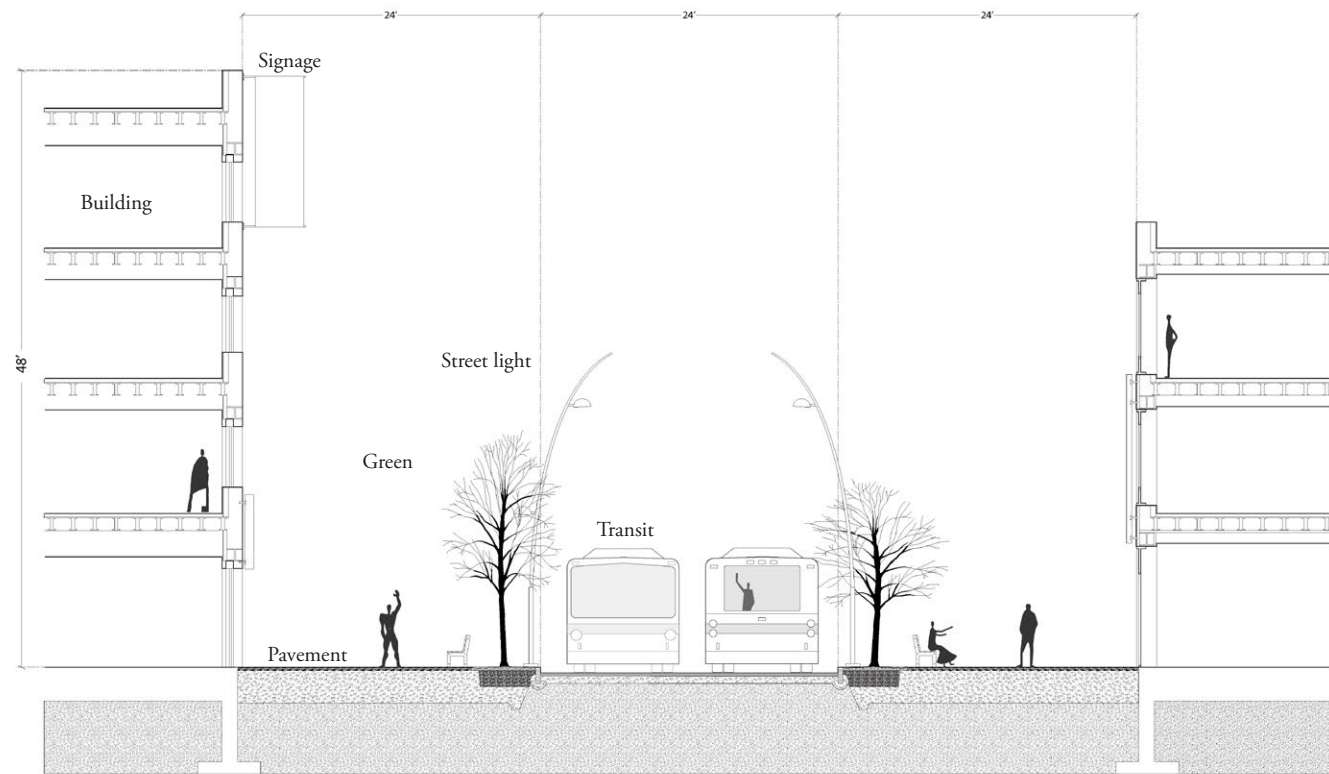 24’
24’
24’
Signage
Building
48’
Street light
Green
Transit
Pavement